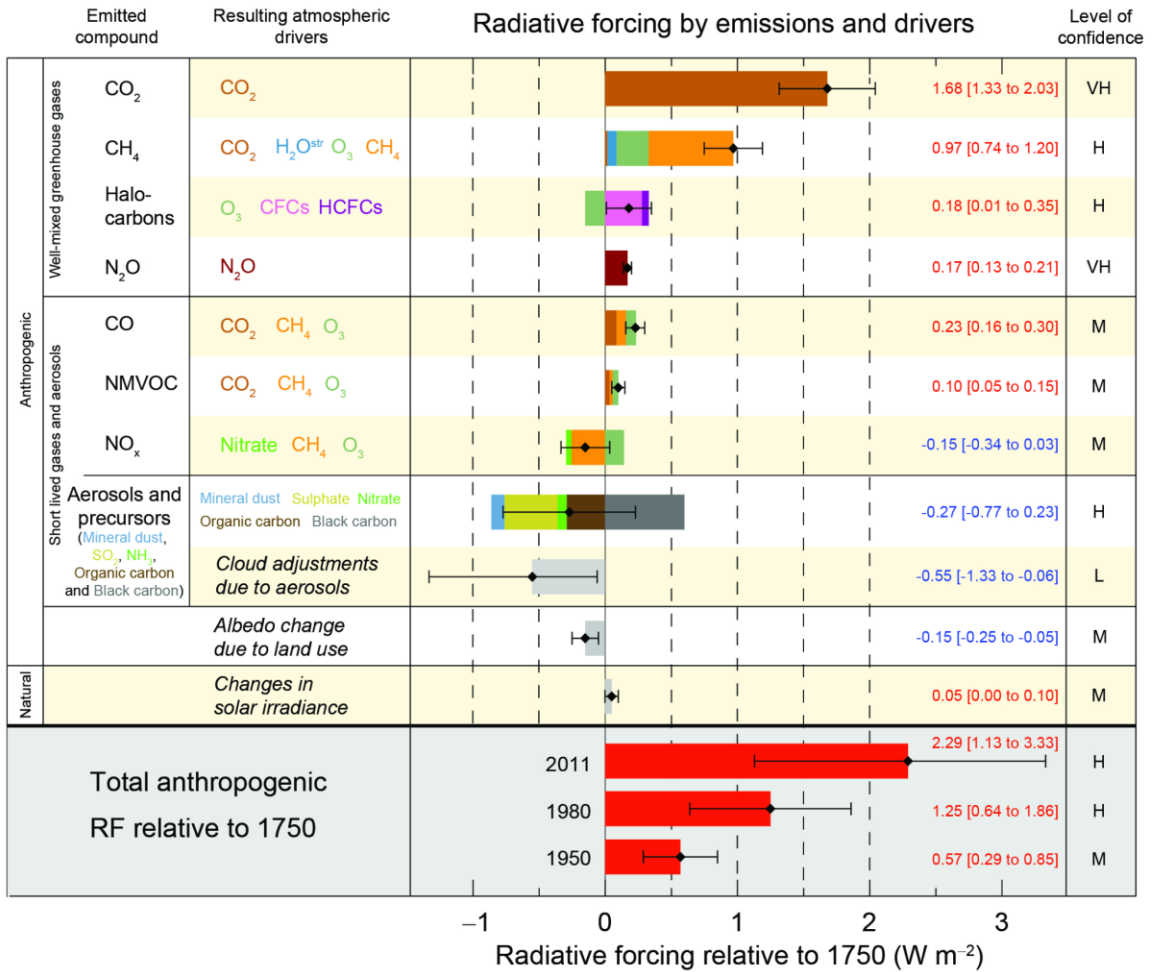 Emitted compound
Resulting atmospheric drivers
Radiative forcing by emissions and drivers
Level of confidence
Anthropogenic
Well-mixed greenhouse gases
CO₂
CO₂
1.68 [1.33 to 2.03]
VH
CH₄
CO₂ H₂Oˢᵗʳ O₃ CH₄
0.97 [0.74 to 1.20]
H
Halo-
carbons
O₃ CFCs HCFCs
0.18 [0.01 to 0.35]
H
N₂O
N₂O
0.17 [0.13 to 0.21]
VH
Short lived gases and aerosols
CO
CO₂ CH₄ O₃
0.23 [0.16 to 0.30]
M
NMVOC
CO₂ CH₄ O₃
0.10 [0.05 to 0.15]
M
NOₓ
Nitrate CH₄ O₃
-0.15 [-0.34 to 0.03]
M
Aerosols and
precursors
(Mineral dust,
SO₂, NH₃,
Organic carbon
and Black carbon)
Mineral dust Sulphate Nitrate
Organic carbon Black carbon
-0.27 [-0.77 to 0.23]
H
Cloud adjustments
due to aerosols
-0.55 [-1.33 to -0.06]
L
Albedo change
due to land use
-0.15 [-0.25 to -0.05]
M
Natural
Changes in
solar irradiance
0.05 [0.00 to 0.10]
M
Total anthropogenic
RF relative to 1750
2011
2.29 [1.13 to 3.33]
H
1980
1.25 [0.64 to 1.86]
H
1950
0.57 [0.29 to 0.85]
M
−1 0 1 2 3
Radiative forcing relative to 1750 (W m⁻²)